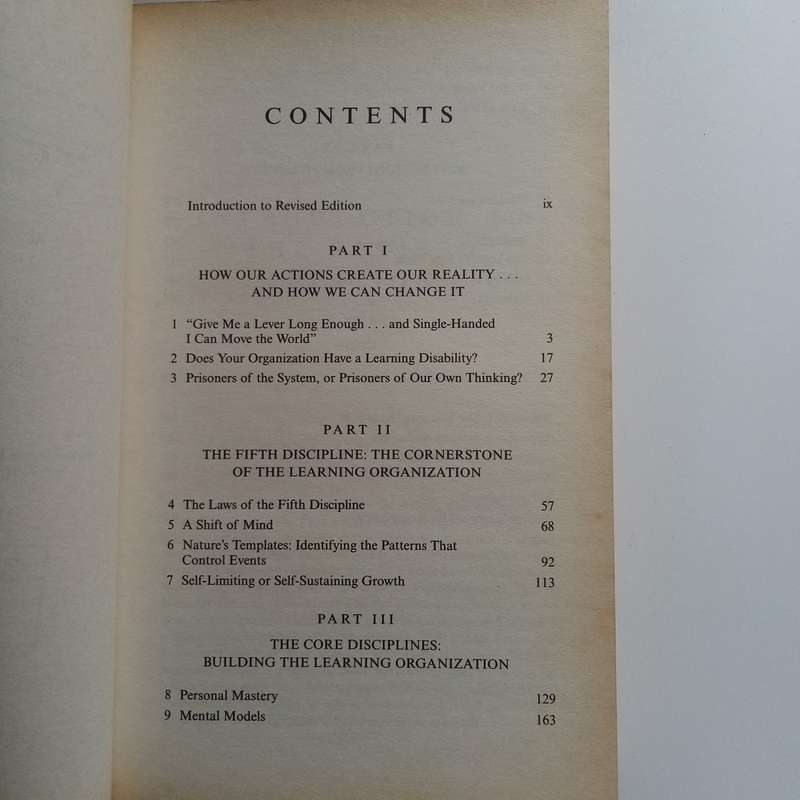 CONTENTS
Introduction to Revised Edition ix
PART I
HOW OUR ACTIONS CREATE OUR REALITY . . .
AND HOW WE CAN CHANGE IT
1 “Give Me a Lever Long Enough . . . and Single-Handed
I Can Move the World” 3
2 Does Your Organization Have a Learning Disability? 17
3 Prisoners of the System, or Prisoners of Our Own Thinking? 27
PART II
THE FIFTH DISCIPLINE: THE CORNERSTONE
OF THE LEARNING ORGANIZATION
4 The Laws of the Fifth Discipline 57
5 A Shift of Mind 68
6 Nature’s Templates: Identifying the Patterns That
Control Events 92
7 Self-Limiting or Self-Sustaining Growth 113
PART III
THE CORE DISCIPLINES:
BUILDING THE LEARNING ORGANIZATION
8 Personal Mastery 129
9 Mental Models 163